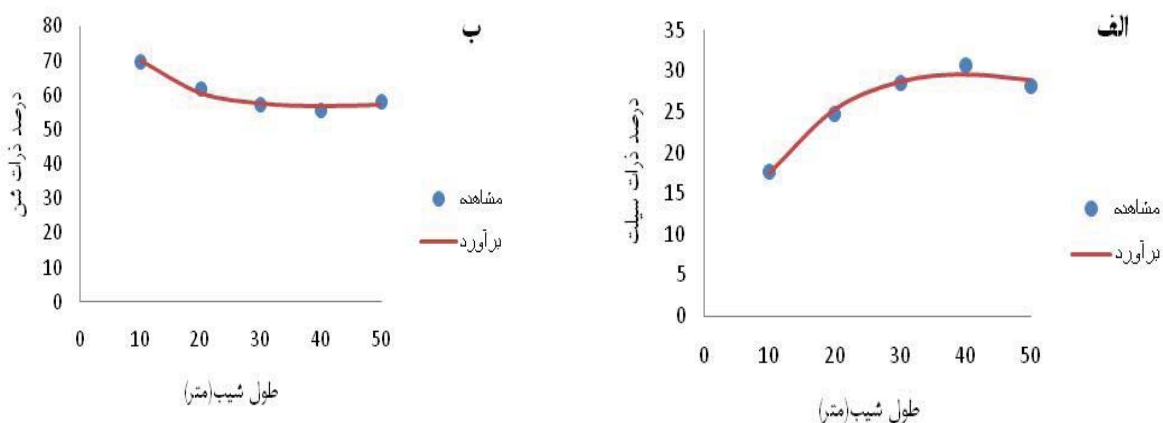 الف
درصد ذرات سیلت
35
30
25
20
15
10
5
0
0 10 20 30 40 50
طول شیب(متر)
مشاهده
برآورد
ب
درصد ذرات شن
80
70
60
50
40
30
20
10
0
0 10 20 30 40 50
طول شیب(متر)
مشاهده
برآورد